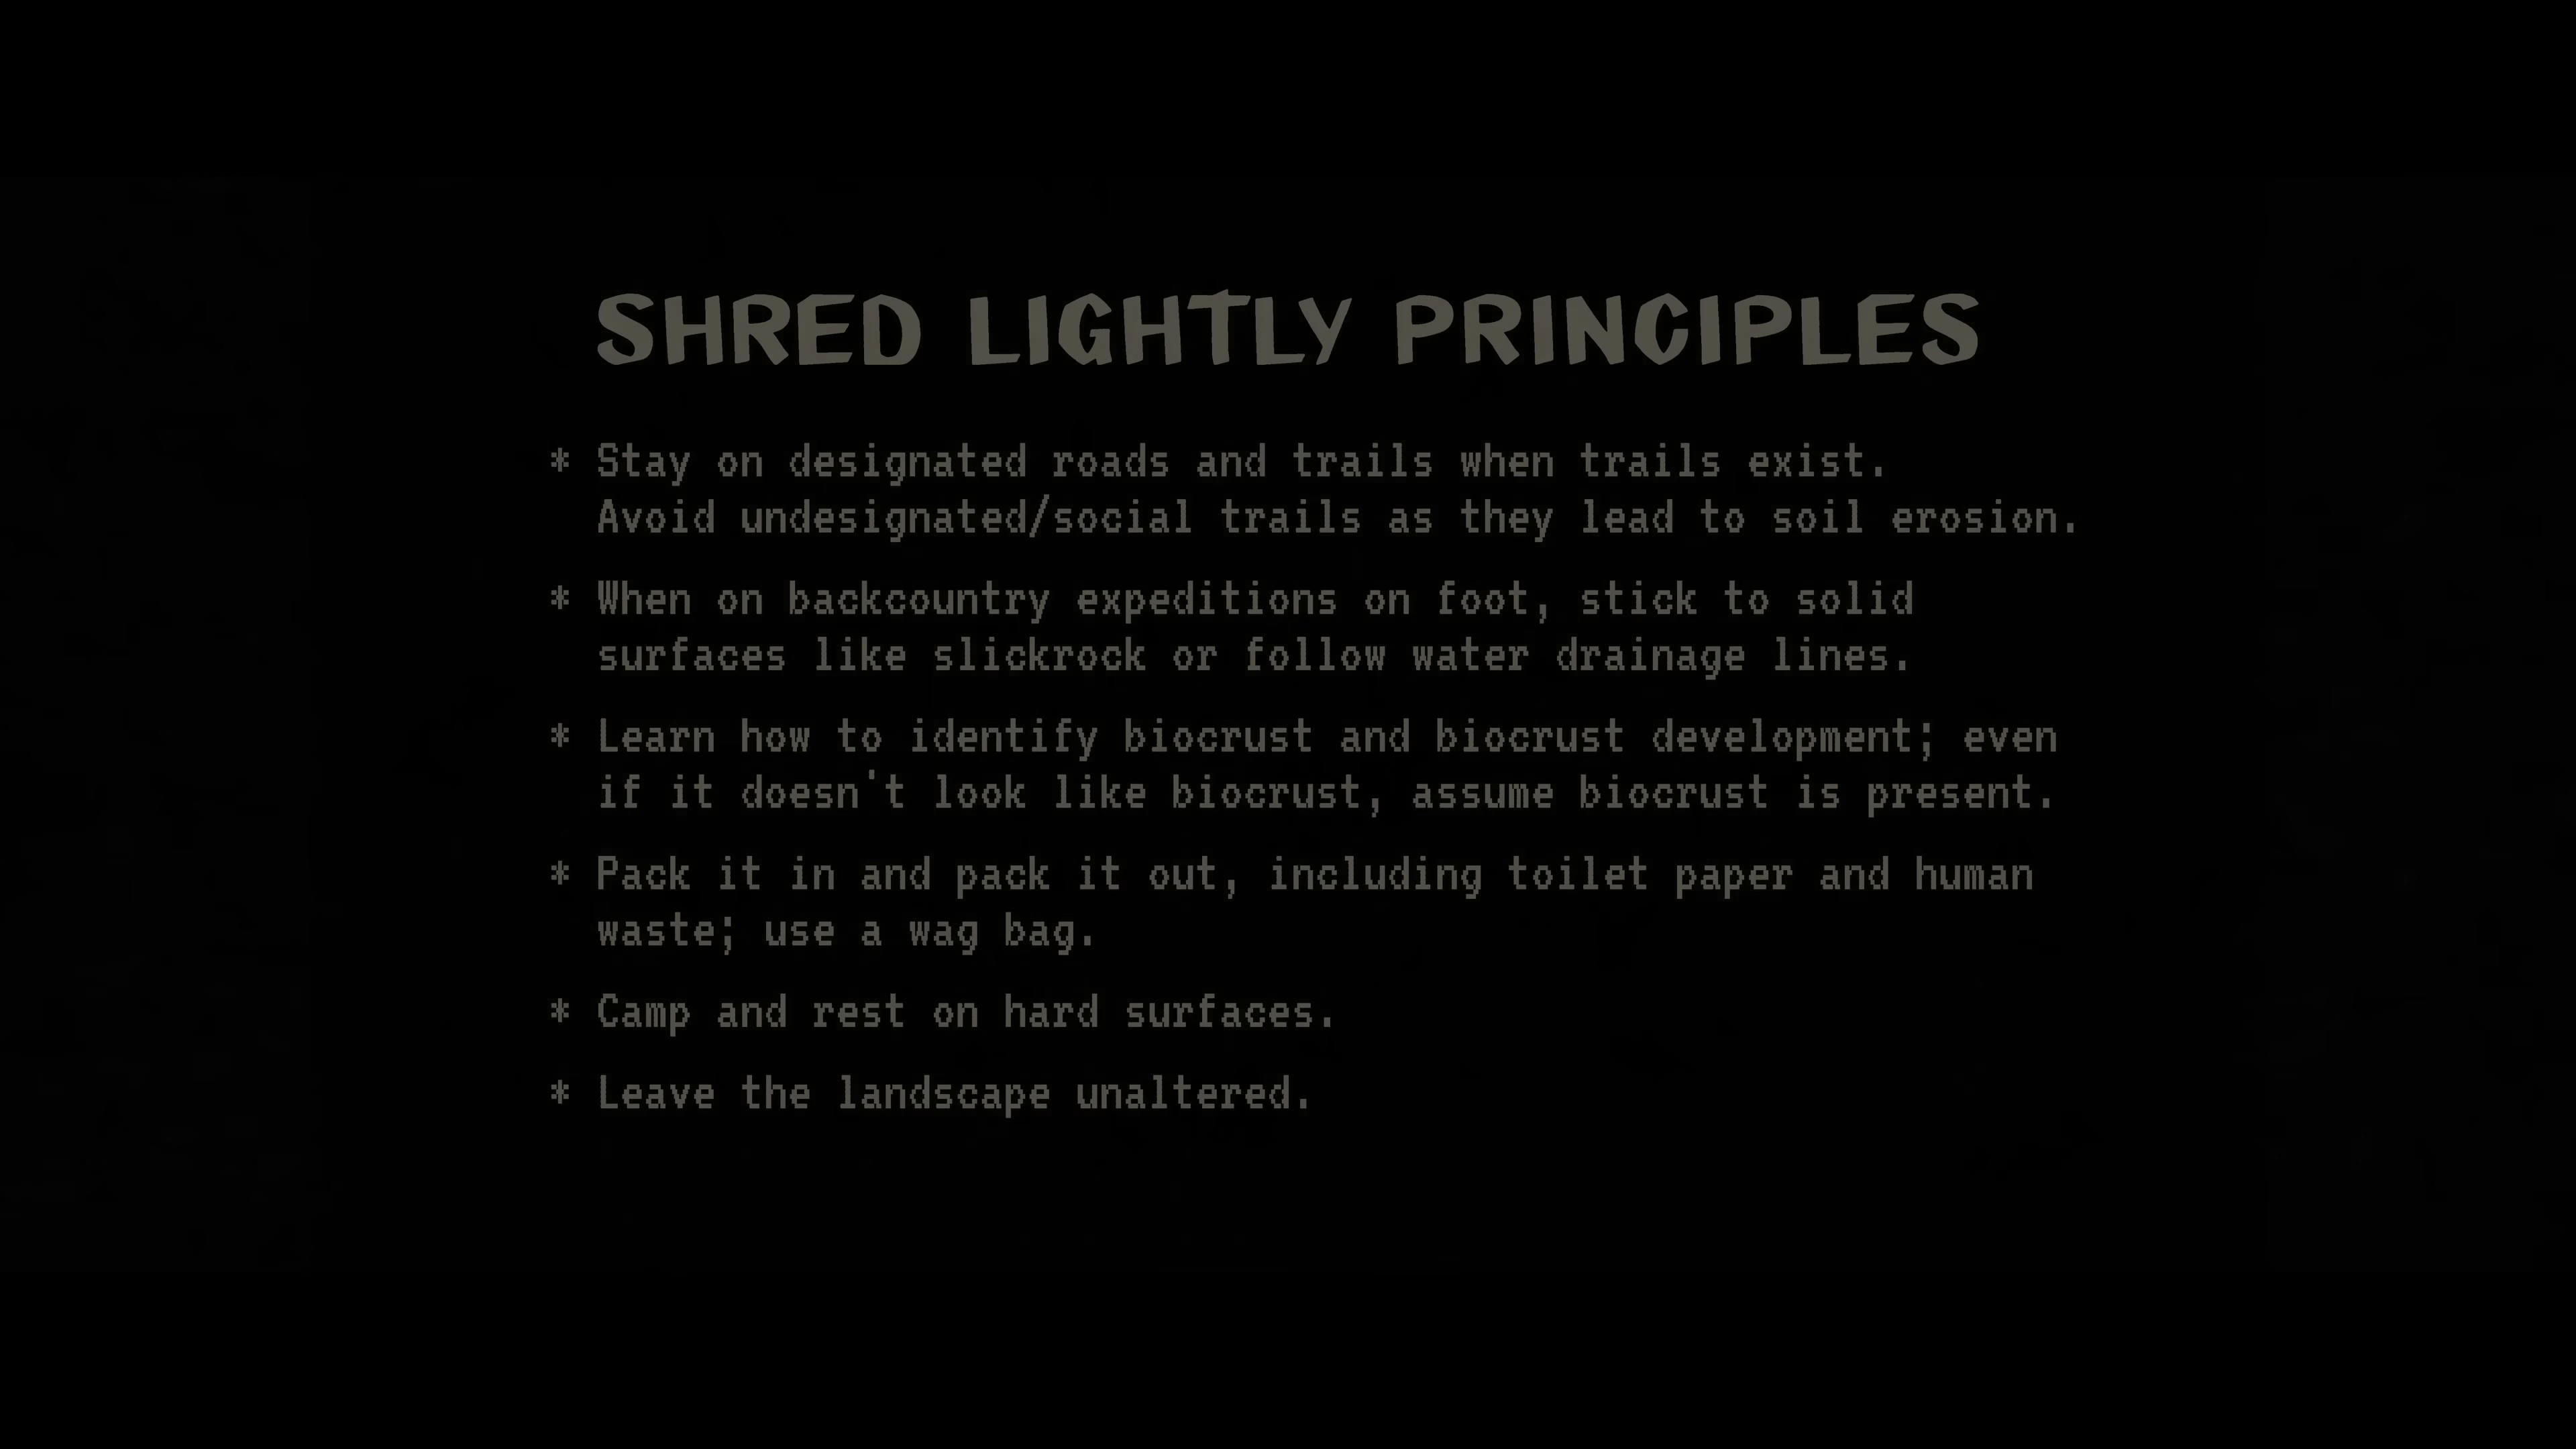 SHRED LIGHTLY PRINCIPLES
* Stay on designated roads and trails when trails exist.
Avoid undesignated/social trails as they lead to soil erosion.
* When on backcountry expeditions on foot, stick to solid
surfaces like slickrock or follow water drainage lines.
* Learn how to identify biocrust and biocrust development; even
if it doesn't look like biocrust, assume biocrust is present.
* Pack it in and pack it out, including toilet paper and human
waste; use a wag bag.
* Camp and rest on hard surfaces.
* Leave the landscape unaltered.